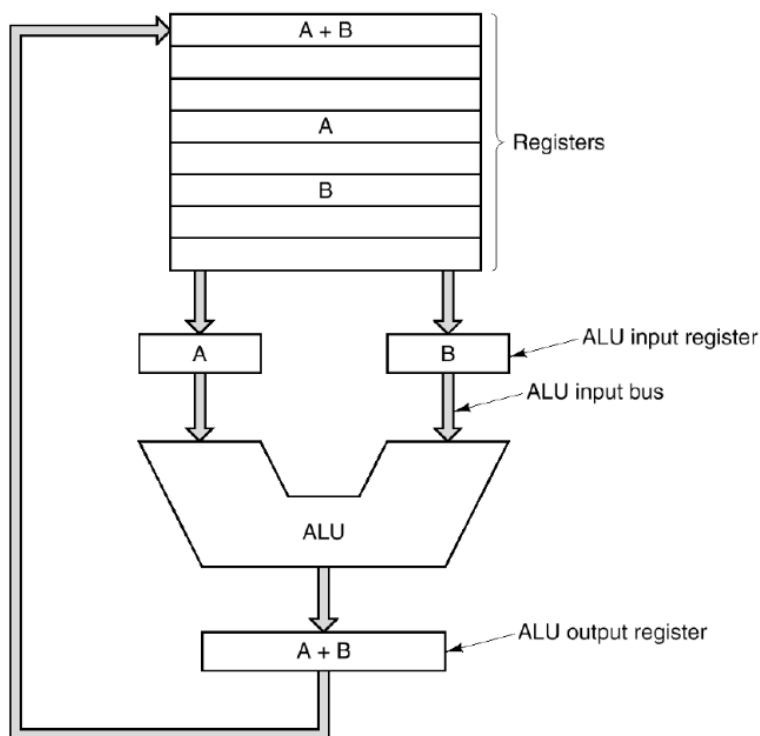 A + B
A
Registers
B
ALU input register
A
B
ALU input bus
ALU
ALU output register
A + B